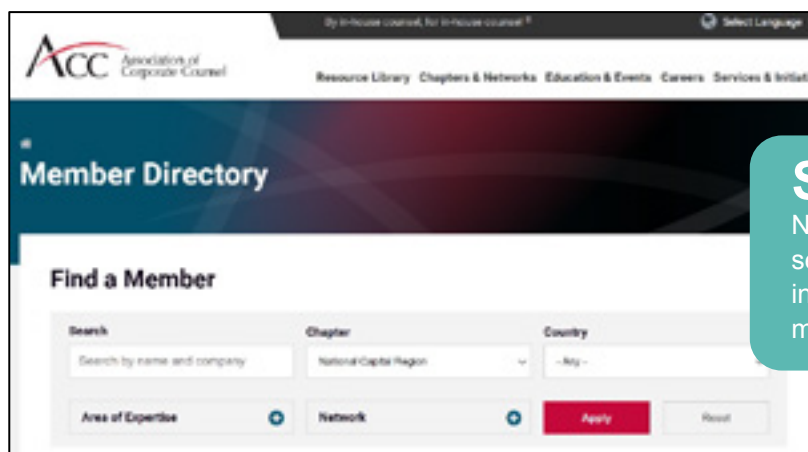 By in-house counsel, for in-house counsel ®
Select Language
ACC Association of
Corporate Counsel
Resource Library Chapters & Networks Education & Events Careers Services &
Member Directory
Find a Member
Search
Chapter
Country
Search by name and company
National Capital Region
- Any -
Area of Expertise
Network
Apply
Reset